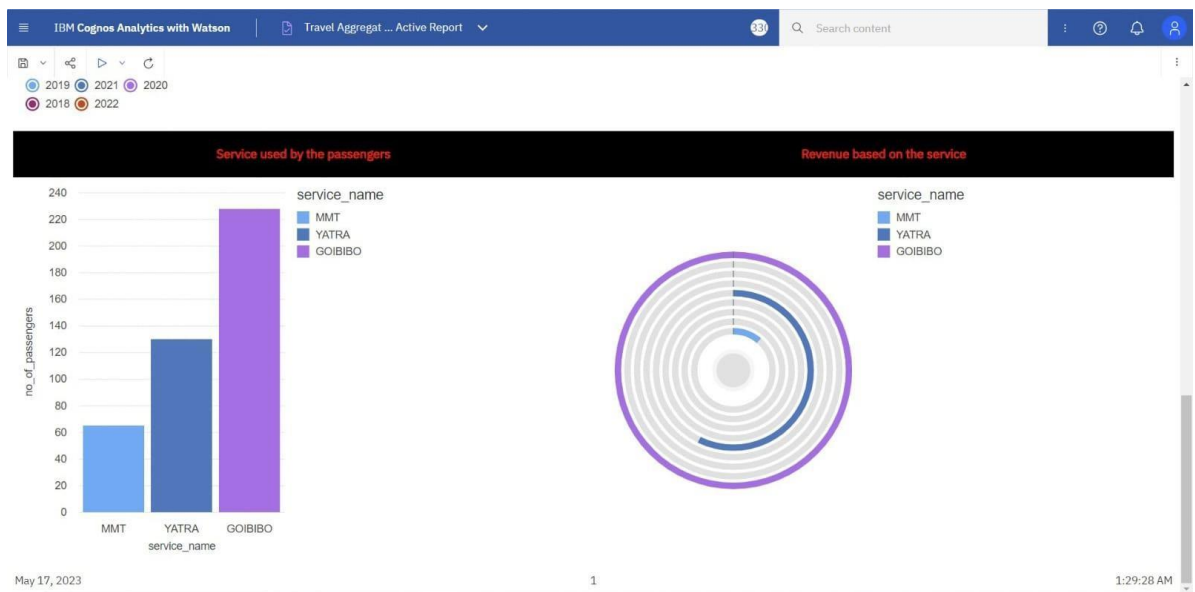 IBM Cognos Analytics with Watson
Travel Aggregat ... Active Report
Search content
2019 2021 2020
2018 2022
Service used by the passengers
Revenue based on the service
240
220
200
180
160
140
120
100
80
60
40
20
0
no_of_passengers
MMT YATRA GOIBIBO
service_name
service_name
MMT
YATRA
GOIBIBO
service_name
MMT
YATRA
GOIBIBO
May 17, 2023
1
1:29:28 AM